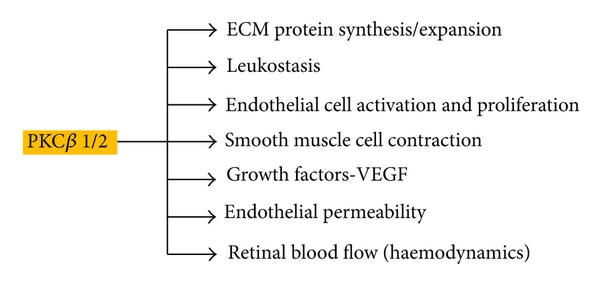 ECM protein synthesis/expansion
Leukostasis
Endothelial cell activation and proliferation
PKCβ 1/2
Smooth muscle cell contraction
Growth factors-VEGF
Endothelial permeability
Retinal blood flow (haemodynamics)